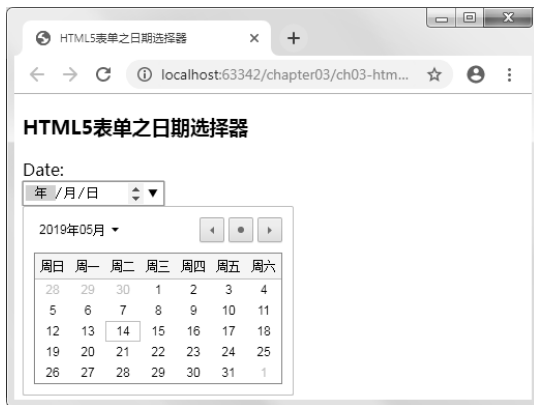 HTML5表单之日期选择器
localhost:63342/chapter03/ch03-htm...
HTML5表单之日期选择器
Date:
年 /月/日
2019年05月
周日 周一 周二 周三 周四 周五 周六
28 29 30 1 2 3 4
5 6 7 8 9 10 11
12 13 14 15 16 17 18
19 20 21 22 23 24 25
26 27 28 29 30 31 1